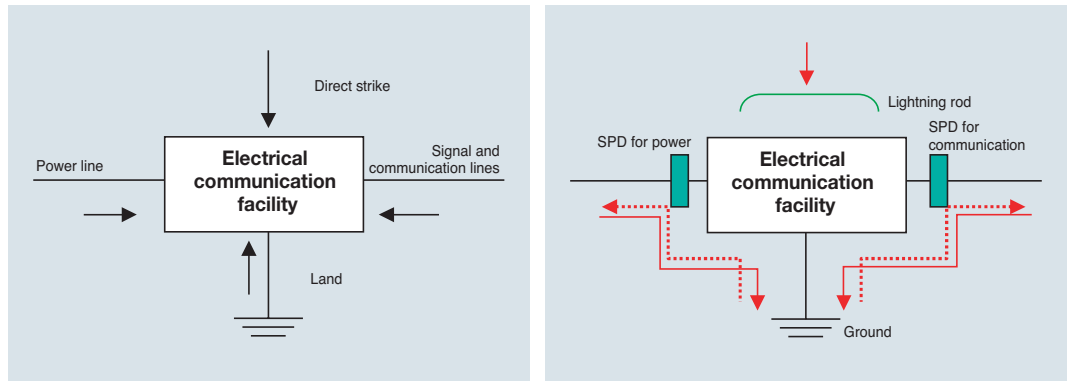 Direct strike
Power line
Electrical
communication
facility
Signal and
communication lines
Land
Lightning rod
SPD for power
SPD for
communication
Electrical
communication
facility
Ground